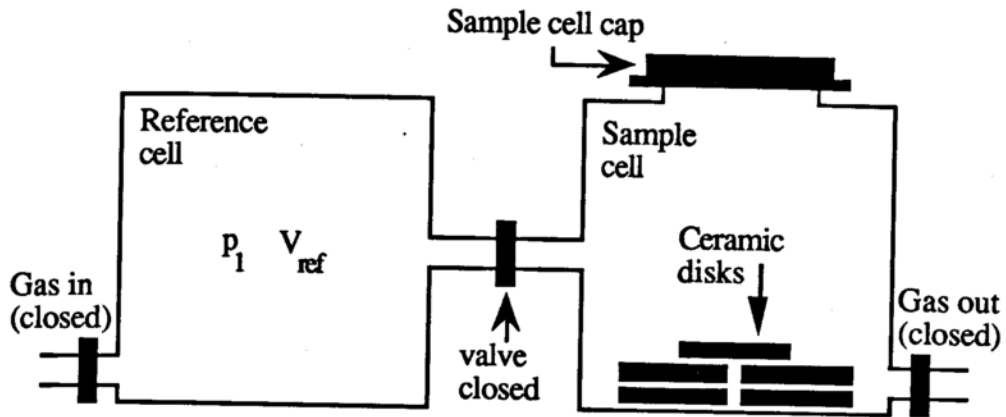 Sample cell cap
Reference
cell
Sample
cell
p1 Vref
Ceramic
disks
Gas in
(closed)
Gas out
(closed)
valve
closed